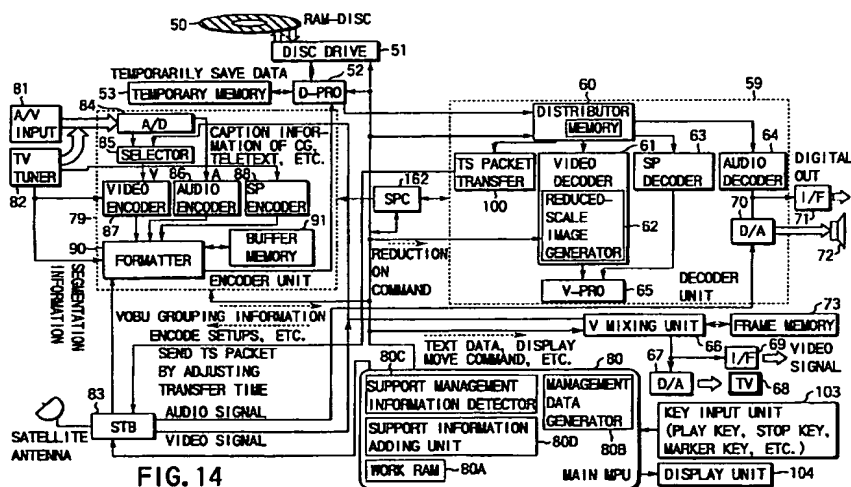 50
RAM-DISC
DISC DRIVE
51
52
TEMPORARILY SAVE DATA
53
TEMPORARY MEMORY
D-PRO
81
84
A/V
INPUT
A/D
85
SELECTOR
CAPTION INFOR-
MATION OF CG,
TELETEXT, ETC.
TV
TUNER
82
V
86
A
88
79
VIDEO
ENCODER
AUDIO
ENCODER
SP
ENCODER
87
91
90
FORMATTER
BUFFER
MEMORY
ENCODER UNIT
SEGMENTATION
INFORMATION
162
SPC
REDUCTION
ON
COMMAND
59
60
DISTRIBUTOR
MEMORY
61
63
64
TS PACKET
TRANSFER
100
VIDEO
DECODER
SP
DECODER
AUDIO
DECODER
DIGITAL
OUT
I/F
71
REDUCED-
SCALE
IMAGE
GENERATOR
62
70
D/A
72
V-PRO
65
DECODER
UNIT
73
VOBU GROUPING INFORMATION
ENCODE SETUPS, ETC.
SEND TS PACKET
BY ADJUSTING
TRANSFER TIME
TEXT DATA, DISPLAY
MOVE COMMAND, ETC.
V MIXING UNIT
66
FRAME MEMORY
69
I/F
VIDEO
SIGNAL
67
D/A
TV
68
83
STB
AUDIO SIGNAL
VIDEO SIGNAL
SATELLITE
ANTENNA
80C
80
SUPPORT MANAGEMENT
INFORMATION DETECTOR
MANAGEMENT
DATA
GENERATOR
80B
SUPPORT INFORMATION
ADDING UNIT
80D
WORK RAM
80A
MAIN MPU
103
KEY INPUT UNIT
(PLAY KEY, STOP KEY,
MARKER KEY, ETC.)
DISPLAY UNIT
104
FIG. 14